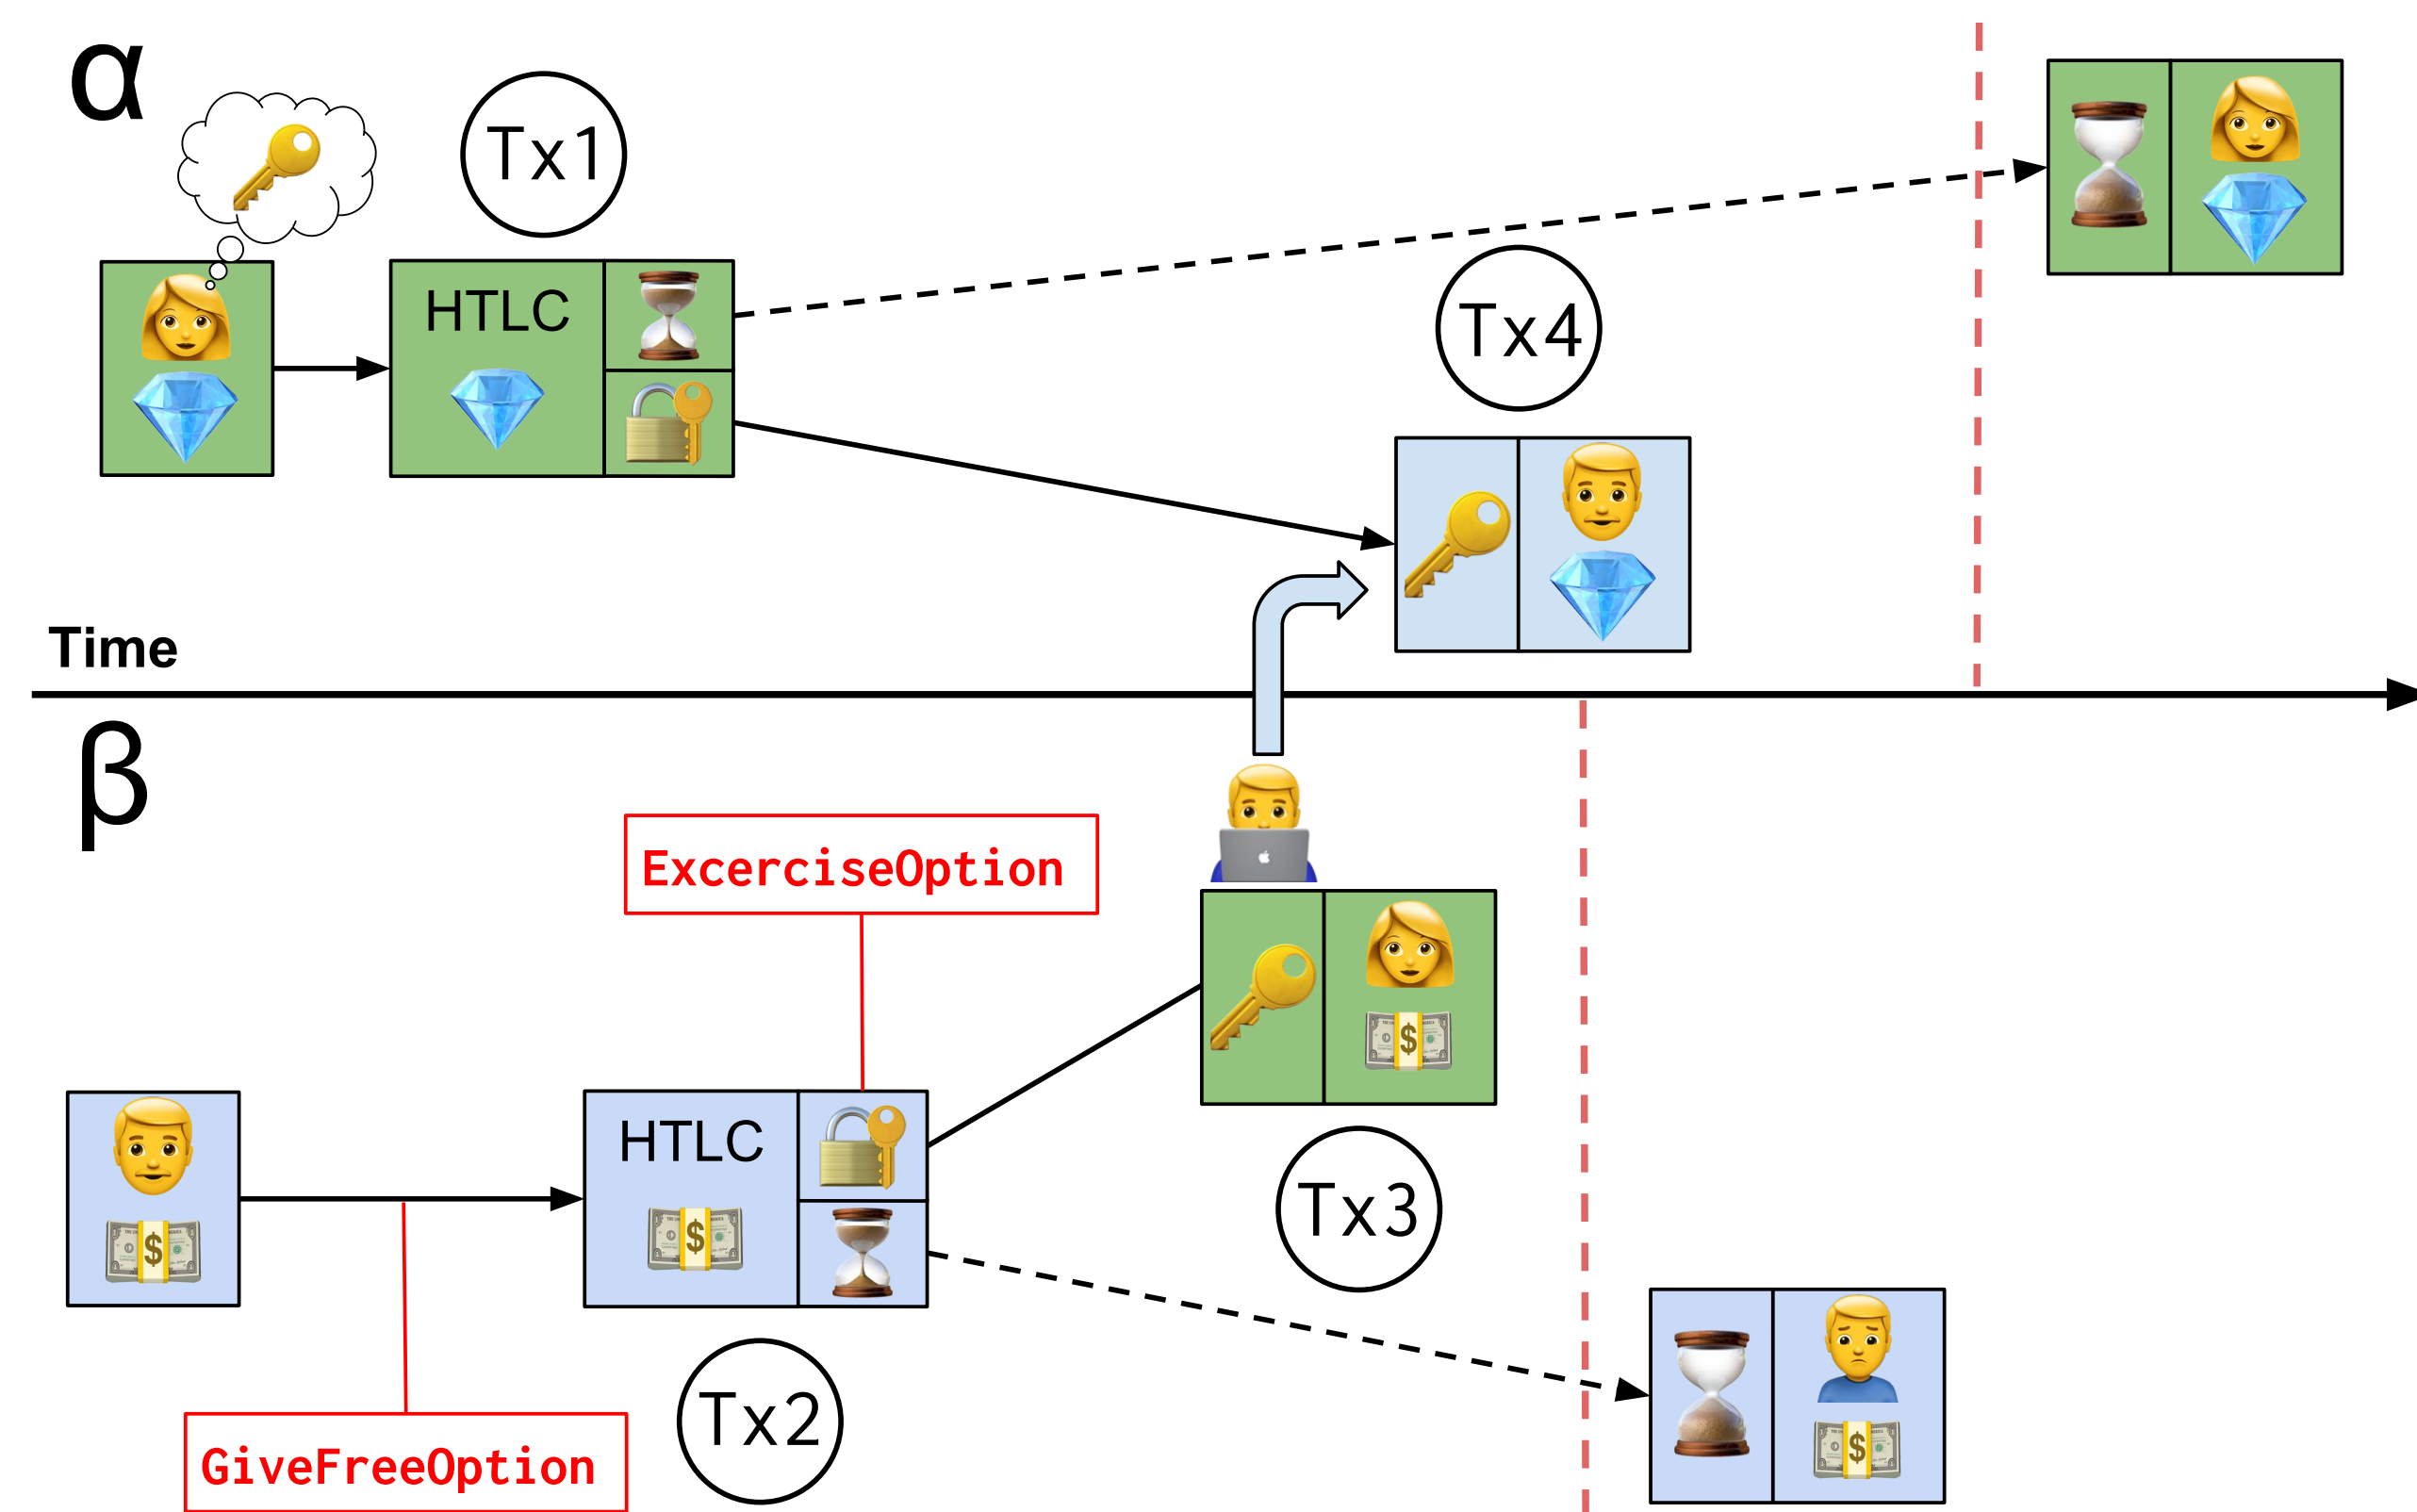 α
Tx1
HTLC
Tx4
Time
β
ExcerciseOption
HTLC
Tx3
Tx2
GiveFreeOption